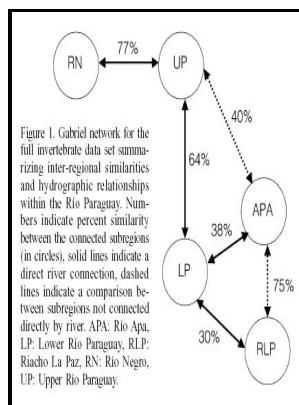 77%
RN
UP
40%
Figure 1. Gabriel network for the
full invertebrate data set summa-
rizing inter-regional similarities
and hydrographic relationships
within the Río Paraguay. Num-
bers indicate percent similarity
between the connected subregions
(in circles), solid lines indicate a
direct river connection, dashed
lines indicate a comparison be-
tween subregions not connected
directly by river. APA: Río Apa,
LP: Lower Río Paraguay, RLP:
Riacho La Paz, RN: Río Negro,
UP: Upper Río Paraguay.
64%
APA
38%
LP
75%
30%
RLP